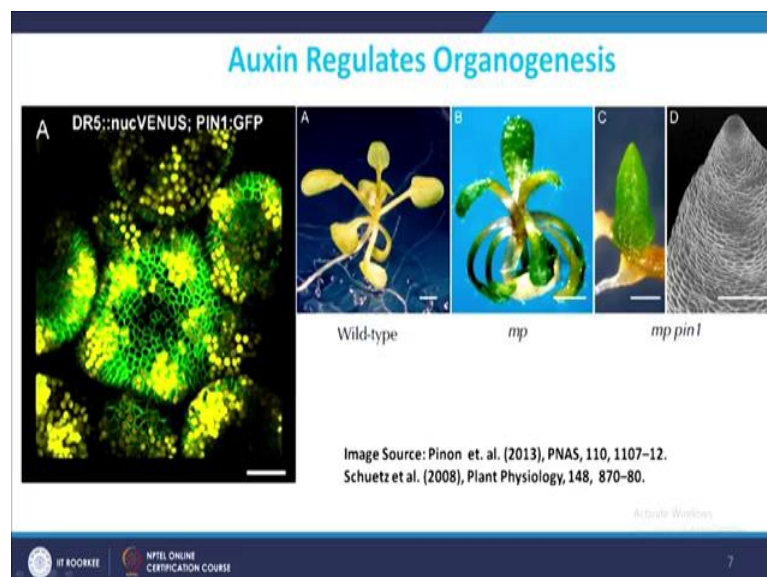 Auxin Regulates Organogenesis
A DR5::nucVENUS; PIN1:GFP
A
B
C
D
Wild-type
mp
mp pin1
Image Source: Pinon et. al. (2013), PNAS, 110, 1107–12.
Schuetz et al. (2008), Plant Physiology, 148, 870–80.
Activate Windows
IIT ROORKEE
NPTEL ONLINE
CERTIFICATION COURSE
7